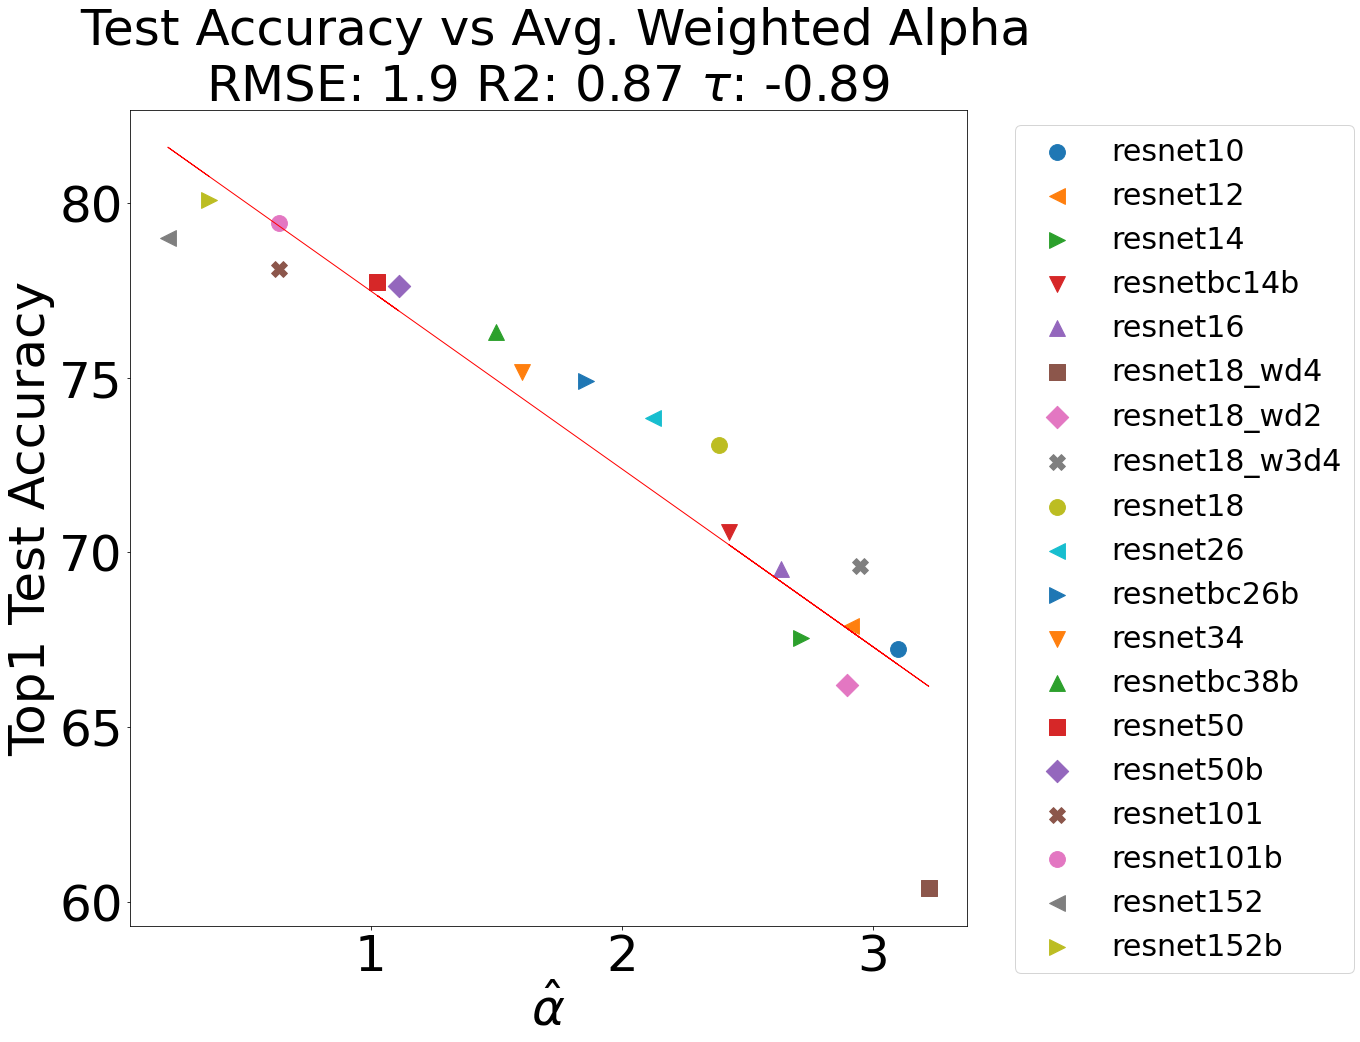 Test Accuracy vs Avg. Weighted Alpha
RMSE: 1.9 R2: 0.87 τ: -0.89
Top1 Test Accuracy
80
75
70
65
60
1 2 3
α̂
resnet10
resnet12
resnet14
resnetbc14b
resnet16
resnet18_wd4
resnet18_wd2
resnet18_w3d4
resnet18
resnet26
resnetbc26b
resnet34
resnetbc38b
resnet50
resnet50b
resnet101
resnet101b
resnet152
resnet152b